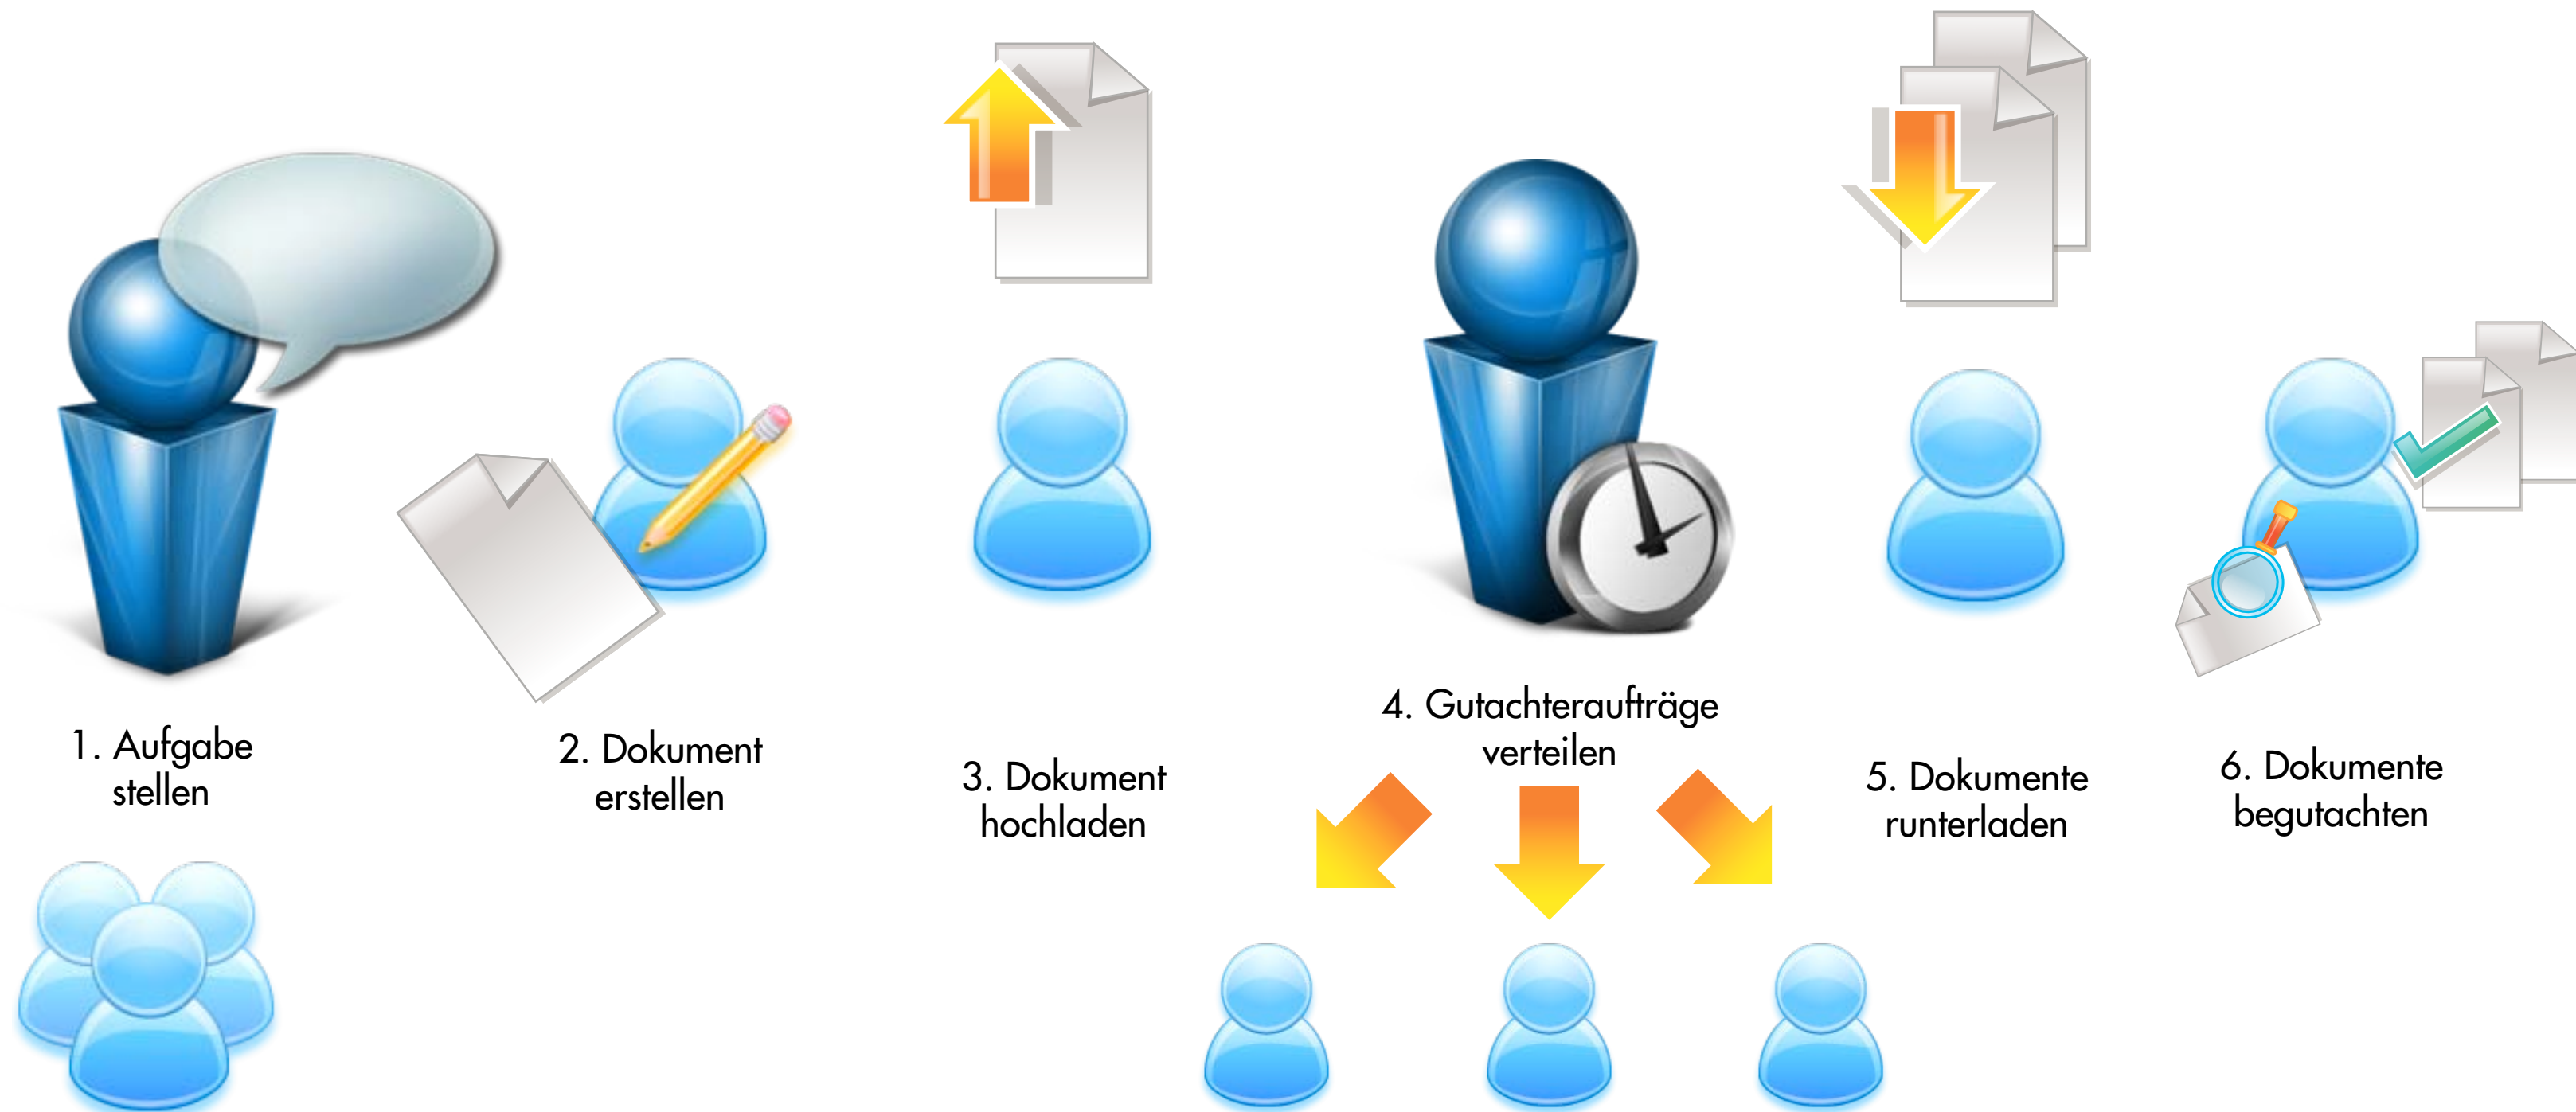 1. Aufgabe
stellen
2. Dokument
erstellen
3. Dokument
hochladen
4. Gutachteraufträge
verteilen
5. Dokumente
runterladen
6. Dokumente
begutachten